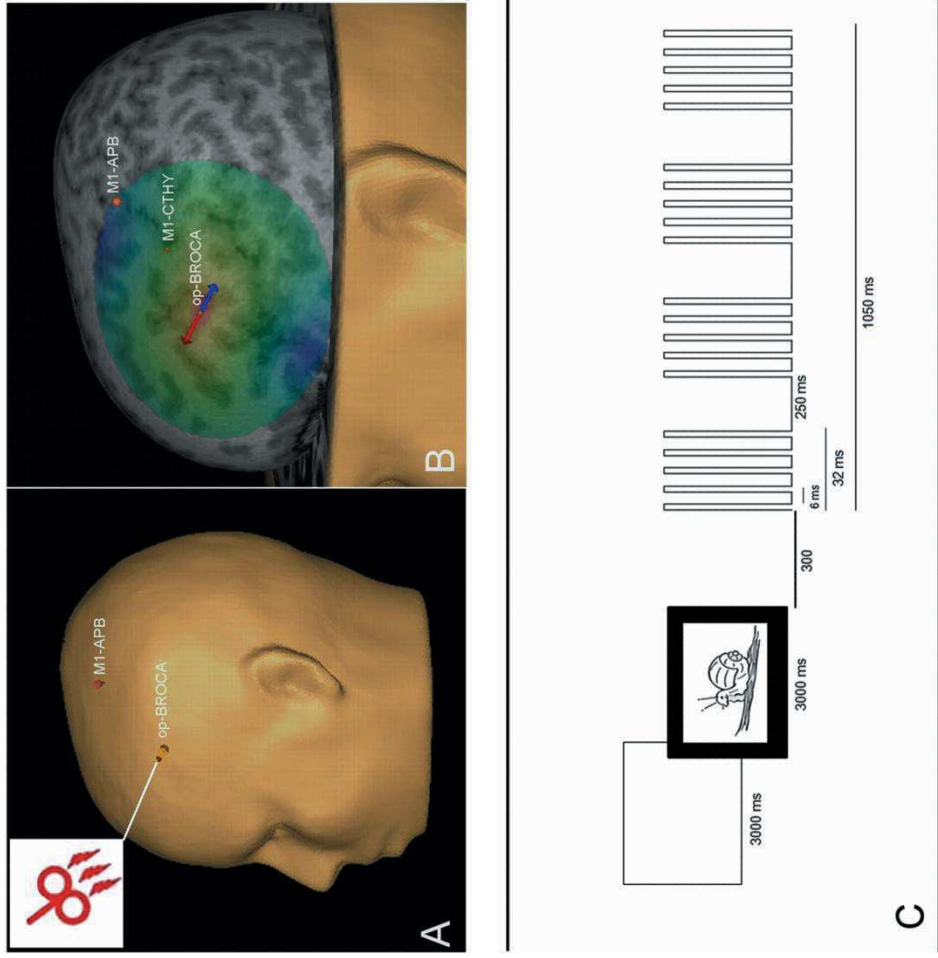 M1-APB
op-BROCA
A
M1-APB
M1-CTHY
op-BROCA
B
3000 ms
3000 ms
300
6 ms
32 ms
250 ms
1050 ms
C